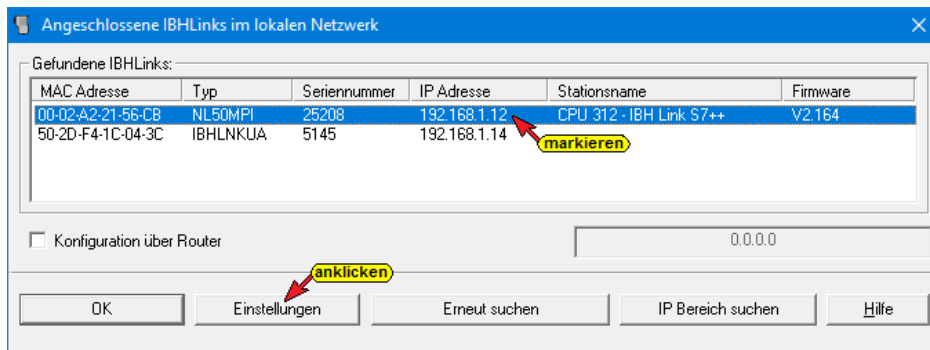 Angeschlossene IBHLinks im lokalen Netzwerk
Gefundene IBHLinks:
MAC Adresse Typ Seriennummer IP Adresse Stationsname Firmware
00-02-A2-21-56-CB NL50MPI 25208 192.168.1.12 CPU 312 - IBH Link S7++ V2.164
50-2D-F4-1C-04-3C IBHLNKUA 5145 192.168.1.14
markieren
Konfiguration über Router 0.0.0.0
anklicken
OK Einstellungen Erneut suchen IP Bereich suchen Hilfe